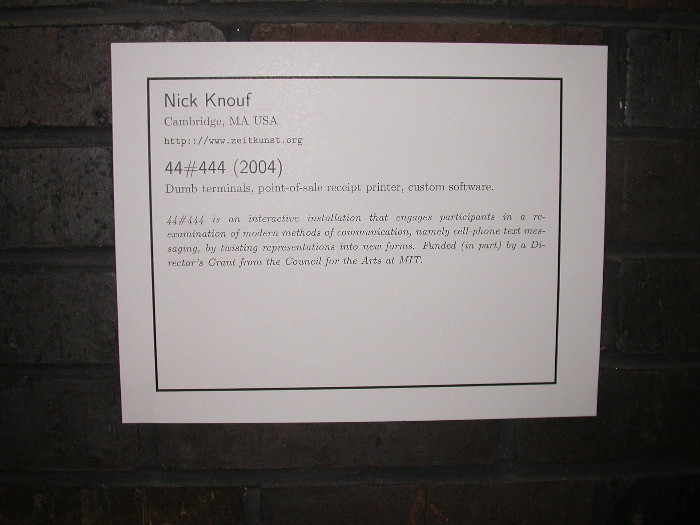 Nick Knouf
Cambridge, MA USA
http:://www.zeitkunst.org
44#444 (2004)
Dumb terminals, point-of-sale receipt printer, custom software.
44#444 is an interactive installation that engages participants in a re-
examination of modern methods of communication, namely cell-phone text mes-
saging, by twisting representations into new forms. Funded (in part) by a Di-
rector's Grant from the Council for the Arts at MIT.